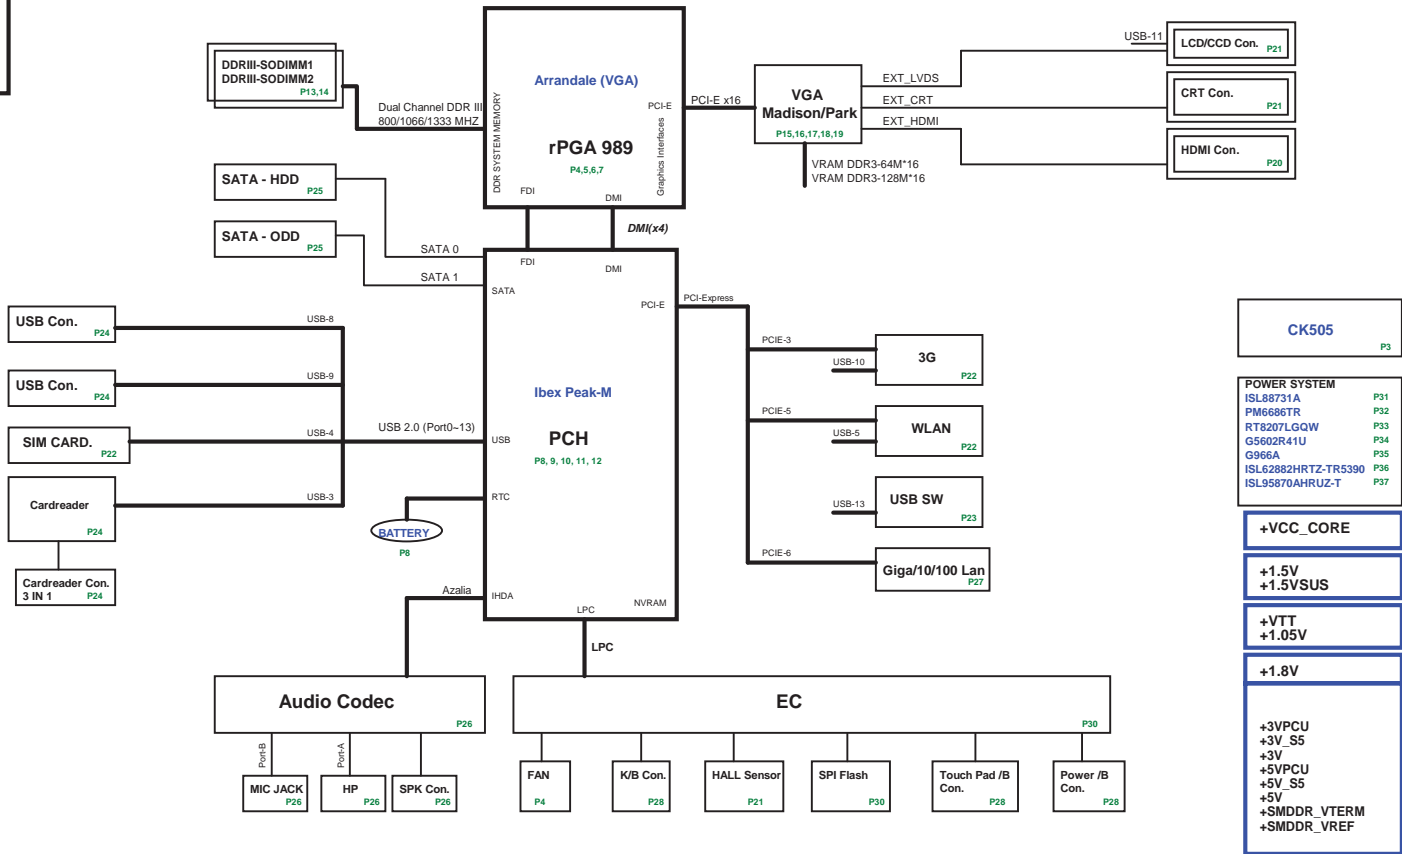 DDRIII-SODIMM1
DDRIII-SODIMM2
P13,14
Dual Channel DDR III
800/1066/1333 MHZ
DDR SYSTEM MEMORY
Arrandale (VGA)
rPGA 989
P4,5,6,7
PCI-E
Graphics Interfaces
FDI
DMI
PCI-E x16
VGA
Madison/Park
P15,16,17,18,19
VRAM DDR3-64M*16
VRAM DDR3-128M*16
EXT_LVDS
EXT_CRT
EXT_HDMI
USB-11
LCD/CCD Con.
P21
CRT Con.
P21
HDMI Con.
P20
SATA - HDD
P25
SATA - ODD
P25
SATA 0
SATA 1
DMI(x4)
FDI
DMI
SATA
PCI-E
PCI-Express
Ibex Peak-M
PCH
P8, 9, 10, 11, 12
USB
RTC
IHDA
LPC
NVRAM
USB Con.
P24
USB-8
USB Con.
P24
USB-9
SIM CARD.
P22
USB-4
USB 2.0 (Port0~13)
Cardreader
P24
USB-3
Cardreader Con.
3 IN 1
P24
BATTERY
P8
Azalia
LPC
PCIE-3
USB-10
3G
P22
PCIE-5
USB-5
WLAN
P22
USB-13
USB SW
P23
PCIE-6
Giga/10/100 Lan
P27
CK505
P3
POWER SYSTEM
ISL88731A P31
PM6686TR P32
RT8207LGQW P33
G5602R41U P34
G966A P35
ISL62882HRTZ-TR5390 P36
ISL95870AHRUZ-T P37
+VCC_CORE
+1.5V
+1.5VSUS
+VTT
+1.05V
+1.8V
+3VPCU
+3V_S5
+3V
+5VPCU
+5V_S5
+5V
+SMDDR_VTERM
+SMDDR_VREF
Audio Codec
P26
Port-B
Port-A
MIC JACK
P26
HP
P26
SPK Con.
P26
EC
P30
FAN
P4
K/B Con.
P28
HALL Sensor
P21
SPI Flash
P30
Touch Pad /B
Con.
P28
Power /B
Con.
P28